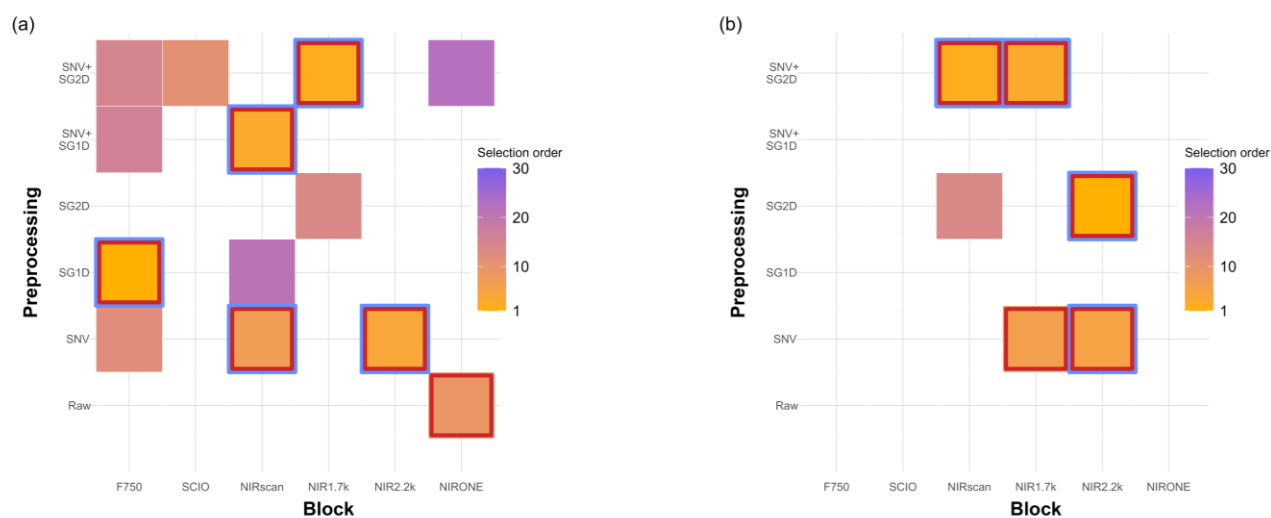 (a)
SNV+
SG2D
SNV+
SG1D
SG2D
SG1D
SNV
Raw
Preprocessing
F750 SCIO NIRscan NIR1.7k NIR2.2k NIRONE
Block
Selection order
30
20
10
1
(b)
SNV+
SG2D
SNV+
SG1D
SG2D
SG1D
SNV
Raw
Preprocessing
F750 SCIO NIRscan NIR1.7k NIR2.2k NIRONE
Block
Selection order
30
20
10
1